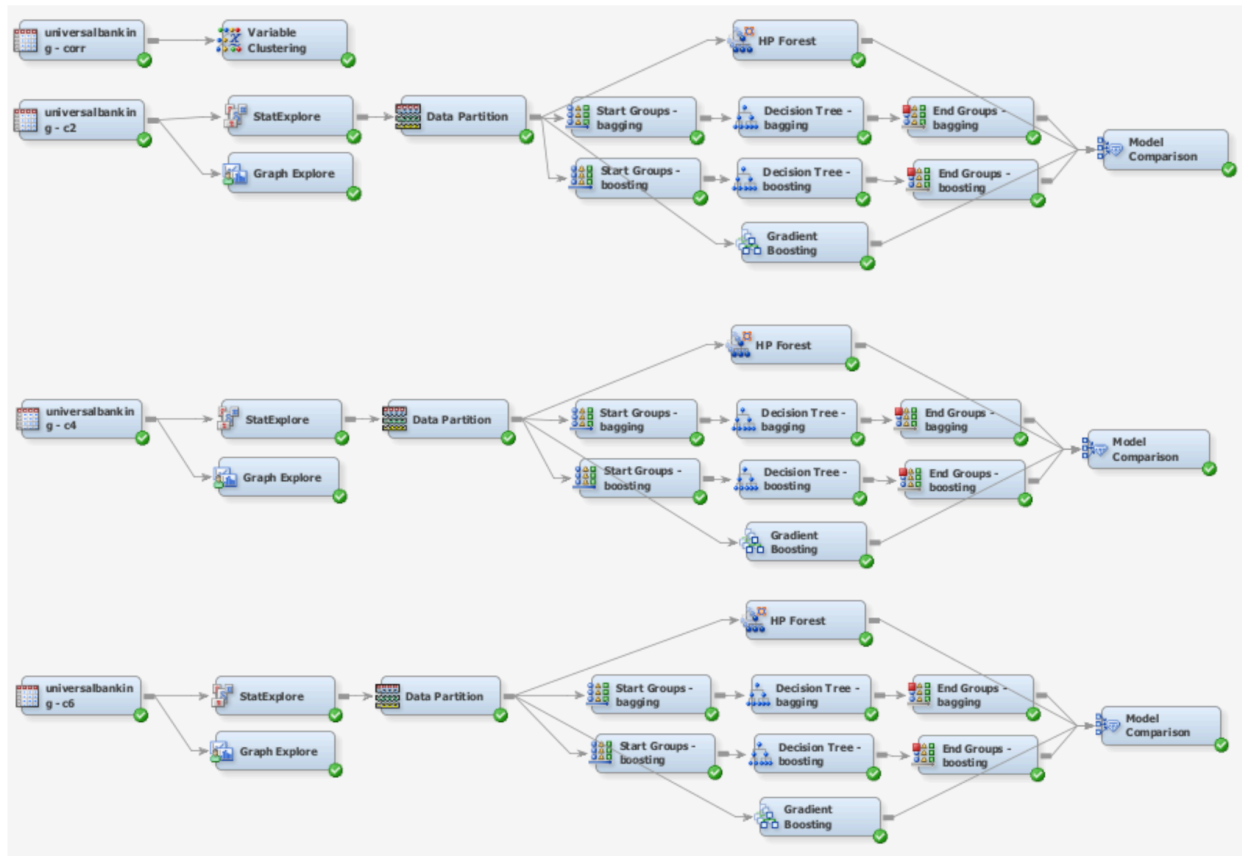 universalbankin
g - corr
Variable
Clustering
HP Forest
universalbankin
g - c2
StatExplore
Data Partition
Start Groups -
bagging
Decision Tree -
bagging
End Groups -
bagging
Model
Comparison
Graph Explore
Start Groups -
boosting
Decision Tree -
boosting
End Groups -
boosting
Gradient
Boosting
HP Forest
universalbankin
g - c4
StatExplore
Data Partition
Start Groups -
bagging
Decision Tree -
bagging
End Groups -
bagging
Model
Comparison
Graph Explore
Start Groups -
boosting
Decision Tree -
boosting
End Groups -
boosting
Gradient
Boosting
HP Forest
universalbankin
g - c6
StatExplore
Data Partition
Start Groups -
bagging
Decision Tree -
bagging
End Groups -
bagging
Model
Comparison
Graph Explore
Start Groups -
boosting
Decision Tree -
boosting
End Groups -
boosting
Gradient
Boosting